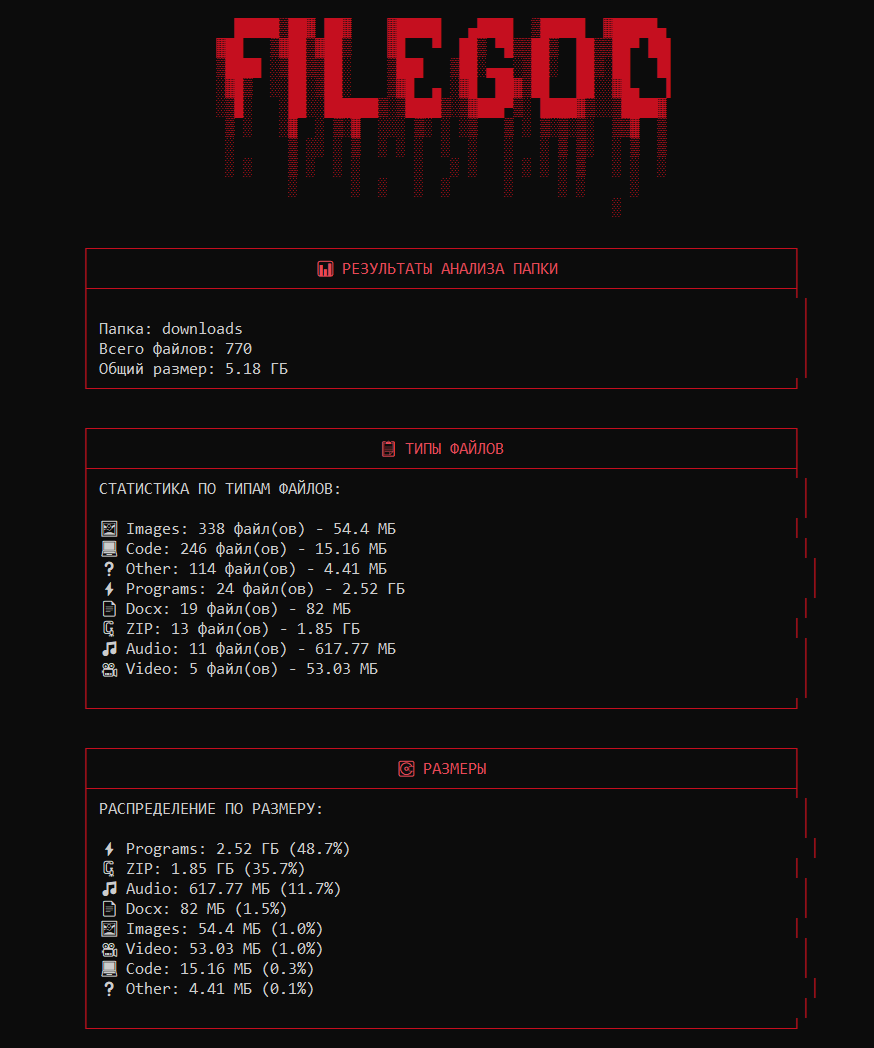 FILEGOD
РЕЗУЛЬТАТЫ АНАЛИЗА ПАПКИ
Папка: downloads
Всего файлов: 770
Общий размер: 5.18 ГБ
ТИПЫ ФАЙЛОВ
СТАТИСТИКА ПО ТИПАМ ФАЙЛОВ:
Images: 338 файл(ов) - 54.4 МБ
Code: 246 файл(ов) - 15.16 МБ
? Other: 114 файл(ов) - 4.41 МБ
Programs: 24 файл(ов) - 2.52 ГБ
Docx: 19 файл(ов) - 82 МБ
ZIP: 13 файл(ов) - 1.85 ГБ
Audio: 11 файл(ов) - 617.77 МБ
Video: 5 файл(ов) - 53.03 МБ
РАЗМЕРЫ
РАСПРЕДЕЛЕНИЕ ПО РАЗМЕРУ:
Programs: 2.52 ГБ (48.7%)
ZIP: 1.85 ГБ (35.7%)
Audio: 617.77 МБ (11.7%)
Docx: 82 МБ (1.5%)
Images: 54.4 МБ (1.0%)
Video: 53.03 МБ (1.0%)
Code: 15.16 МБ (0.3%)
? Other: 4.41 МБ (0.1%)